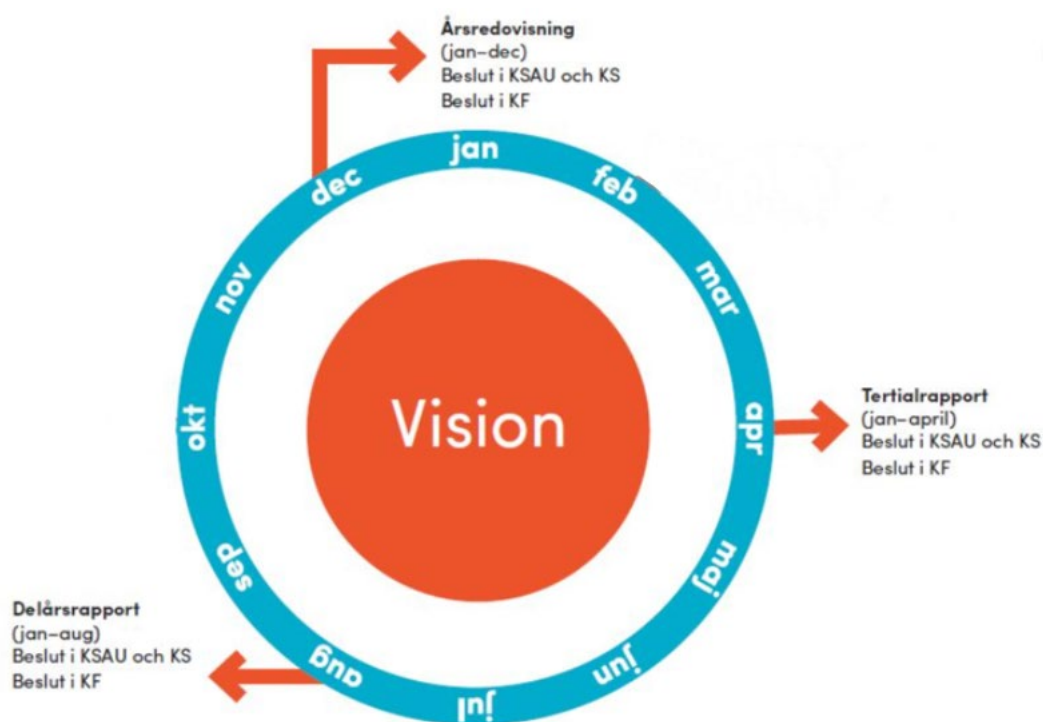 Årsredovisning
(jan–dec)
Beslut i KSAU och KS
Beslut i KF
jan
feb
mar
apr
maj
jun
jul
aug
sep
okt
nov
dec
Vision
Tertialrapport
(jan–april)
Beslut i KSAU och KS
Beslut i KF
Delårsrapport
(jan–aug)
Beslut i KSAU och KS
Beslut i KF